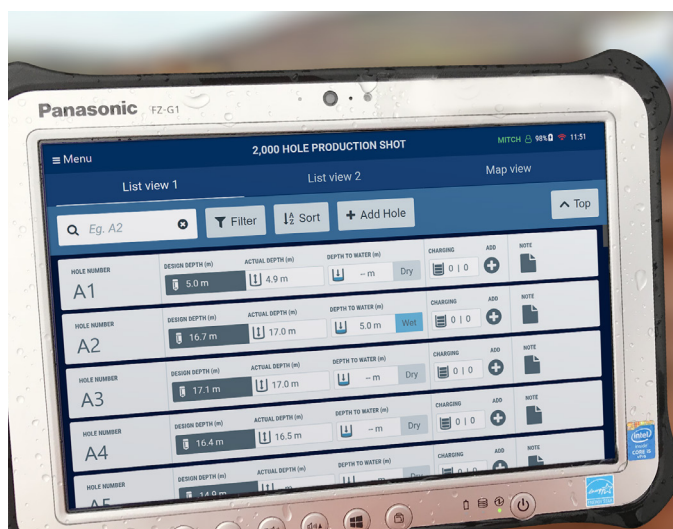 Panasonic FZ-G1
Menu 2,000 HOLE PRODUCTION SHOT MITCH 98% 11:51
List view 1 List view 2 Map view
Eg. A2 Filter Sort + Add Hole Top
HOLE NUMBER DESIGN DEPTH (m) ACTUAL DEPTH (m) DEPTH TO WATER (m) CHARGING ADD NOTE
A1 5.0 m 4.9 m – m Dry 0 | 0
HOLE NUMBER DESIGN DEPTH (m) ACTUAL DEPTH (m) DEPTH TO WATER (m) CHARGING ADD NOTE
A2 16.7 m 17.0 m 5.0 m Wet 0 | 0
HOLE NUMBER DESIGN DEPTH (m) ACTUAL DEPTH (m) DEPTH TO WATER (m) CHARGING ADD NOTE
A3 17.1 m 17.0 m – m Dry 0 | 0
HOLE NUMBER DESIGN DEPTH (m) ACTUAL DEPTH (m) DEPTH TO WATER (m) CHARGING ADD NOTE
A4 16.4 m 16.5 m – m Dry 0 | 0
HOLE NUMBER DESIGN DEPTH (m) ACTUAL DEPTH (m) DEPTH TO WATER (m) CHARGING ADD NOTE
A5 14.9 m
intel
CORE i5
vPro